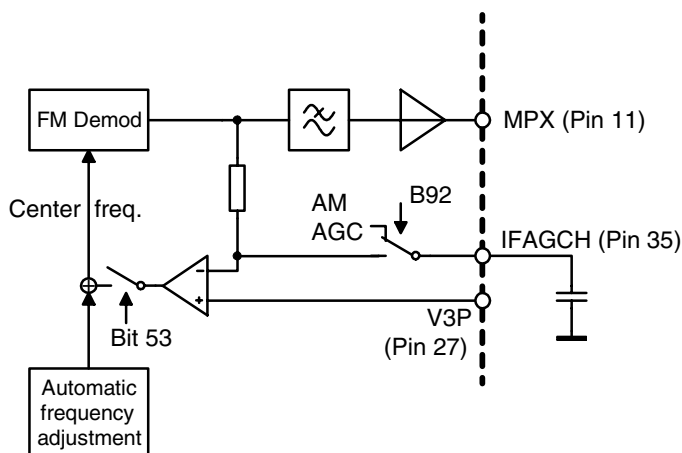 FM Demod
MPX (Pin 11)
Center freq.
AM
AGC
B92
IFAGCH (Pin 35)
–
+
V3P
(Pin 27)
Bit 53
Automatic
frequency
adjustment